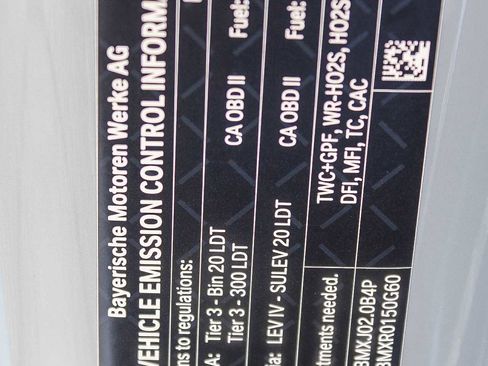 Bayerische Motoren Werke AG
VEHICLE EMISSION CONTROL INFORMA
ns to regulations:
A: Tier 3 - Bin 20 LDT CA OBD II Fuel:
Tier 3 - 300 LDT
ia: LEV IV - SULEV 20 LDT CA OBD II Fuel:
tments needed. TWC+GPF, WR-HO2S, HO2S
DFI, MFI, TC, CAC
BMXJ02.0B4P
BMXR0150G60